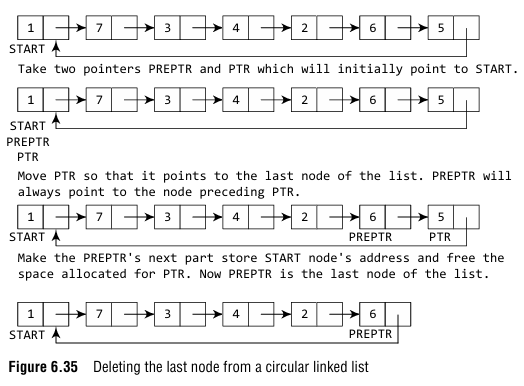 1 7 3 4 2 6 5
START
Take two pointers PREPTR and PTR which will initially point to START.
1 7 3 4 2 6 5
START
PREPTR
PTR
Move PTR so that it points to the last node of the list. PREPTR will
always point to the node preceding PTR.
1 7 3 4 2 6 5
START PREPTR PTR
Make the PREPTR's next part store START node's address and free the
space allocated for PTR. Now PREPTR is the last node of the list.
1 7 3 4 2 6
START PREPTR
Figure 6.35 Deleting the last node from a circular linked list